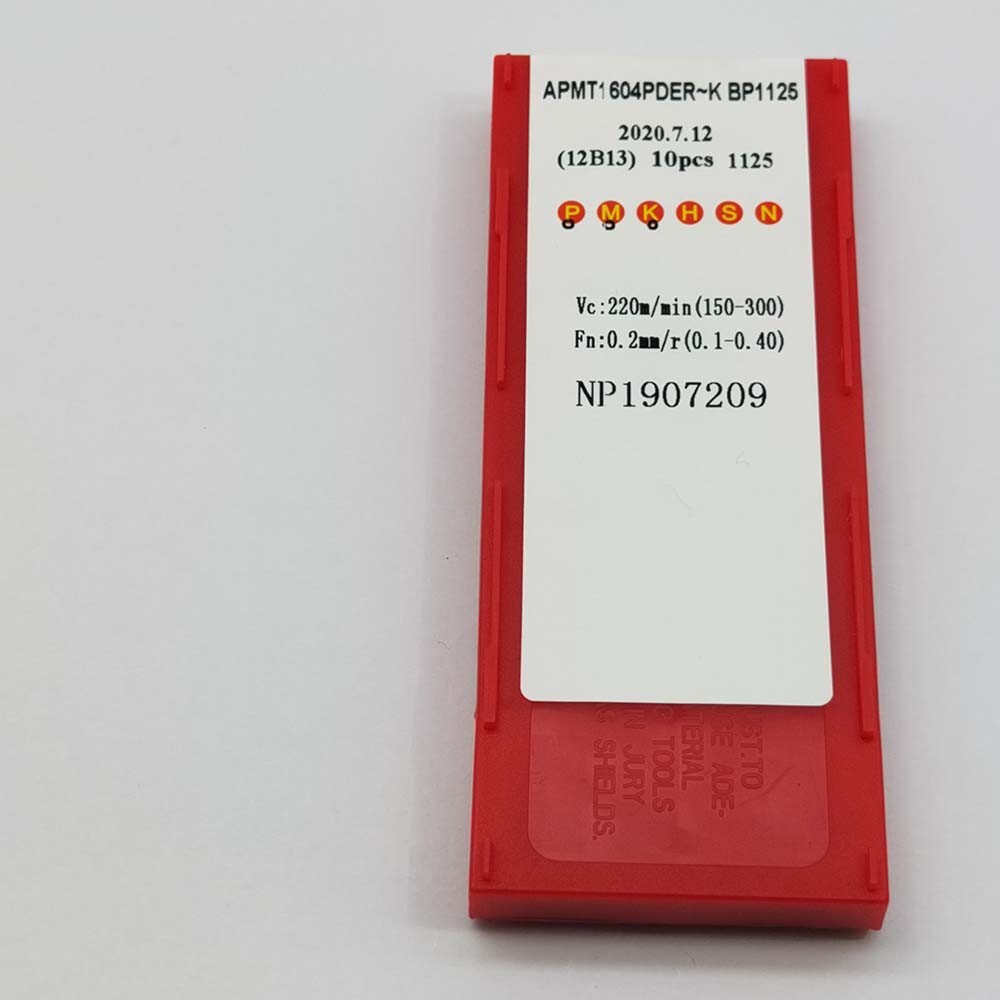 APMT1604PDER~K BP1125
2020.7.12
(12B13) 10pcs 1125
P M K H S N
Vc:220m/min(150-300)
Fn:0.2mm/r(0.1-0.40)
NP1907209
UST.TO
ADE-
TERIAL
TOOLS
IN JURY
SHIELDS.